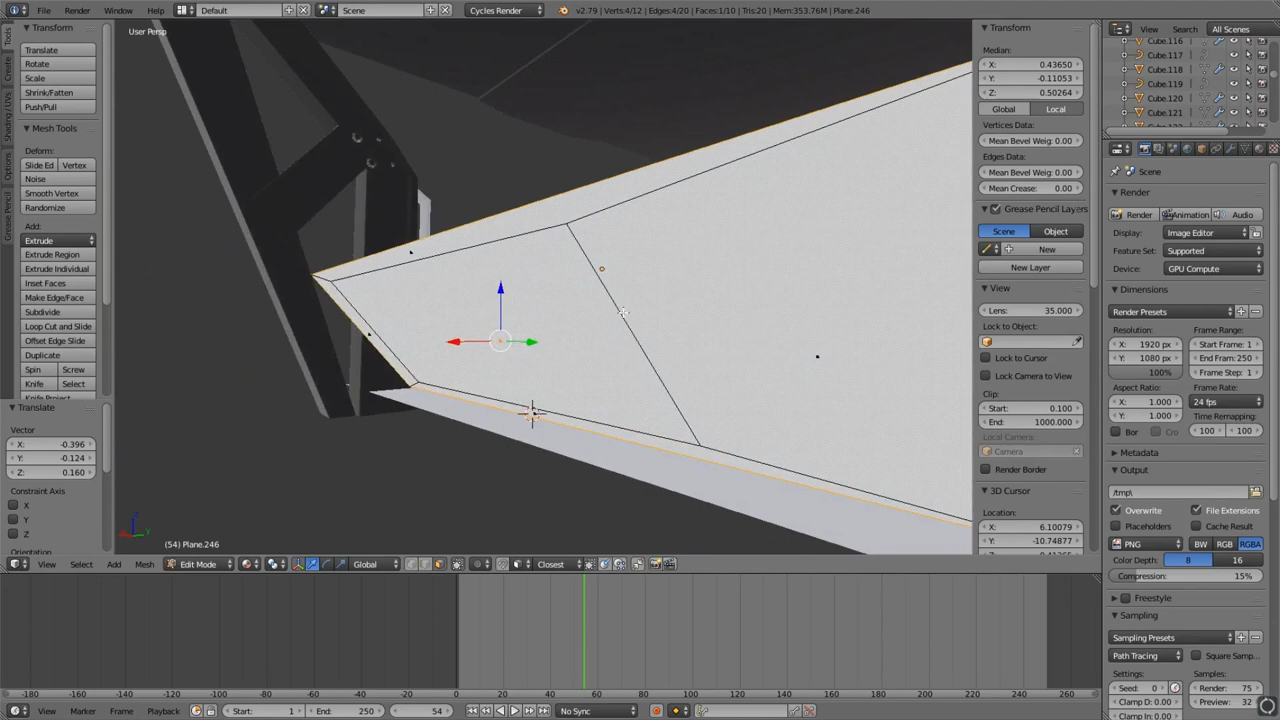 File Render Window Help Default Scene Cycles Render v2.79 | Verts:4/12 | Edges:4/20 | Faces:1/10 | Tris:20 | Mem:353.76M | Plane.246 View Search All Scenes
Tools
Create
Shading / UVs
Options
Grease Pencil
Transform
Translate
Rotate
Scale
Shrink/Fatten
Push/Pull
Mesh Tools
Deform:
Slide Ed Vertex
Noise
Smooth Vertex
Randomize
Add:
Extrude
Extrude Region
Extrude Individual
Inset Faces
Make Edge/Face
Subdivide
Loop Cut and Slide
Offset Edge Slide
Duplicate
Spin Screw
Knife Select
Knife Project
Translate
Vector
X: -0.396
Y: -0.124
Z: 0.160
Constraint Axis
X
Y
Z
Orientation
User Persp
(54) Plane.246
Transform
Median:
X: 0.43650
Y: -0.11053
Z: 0.50264
Global Local
Vertices Data:
Mean Bevel Weig: 0.00
Edges Data:
Mean Bevel Weig: 0.00
Mean Crease: 0.00
Grease Pencil Layers
Scene Object
New
New Layer
View
Lens: 35.000
Lock to Object:
Lock to Cursor
Lock Camera to View
Clip:
Start: 0.100
End: 1000.000
Local Camera:
Camera
Render Border
3D Cursor
Location:
X: 6.10079
Y: -10.74877
Cube.116
Cube.117
Cube.118
Cube.119
Cube.120
Cube.121
Scene
Render
Render Animation Audio
Display: Image Editor
Feature Set: Supported
Device: GPU Compute
Dimensions
Render Presets
Resolution: Frame Range:
X: 1920 px Start Frame: 1
Y: 1080 px End Fram: 250
100% Frame Step: 1
Aspect Ratio: Frame Rate:
X: 1.000 24 fps
Y: 1.000 Time Remapping:
Bor Cro 100 100
Metadata
Output
/tmp\
Overwrite File Extensions
Placeholders Cache Result
PNG BW RGB RGBA
Color Depth: 8 16
Compression: 15%
Freestyle
Sampling
Sampling Presets
Path Tracing Square Samp...
Settings: Samples:
Seed: 0 Render: 75
Clamp D: 0.00 Preview: 32
View Select Add Mesh Edit Mode Global Closest
-180 -160 -140 -120 -100 -80 -60 -40 -20 0 20 40 60 80 100 120 140 160 180 200 220 240 260
View Marker Frame Playback Start: 1 End: 250 54 No Sync